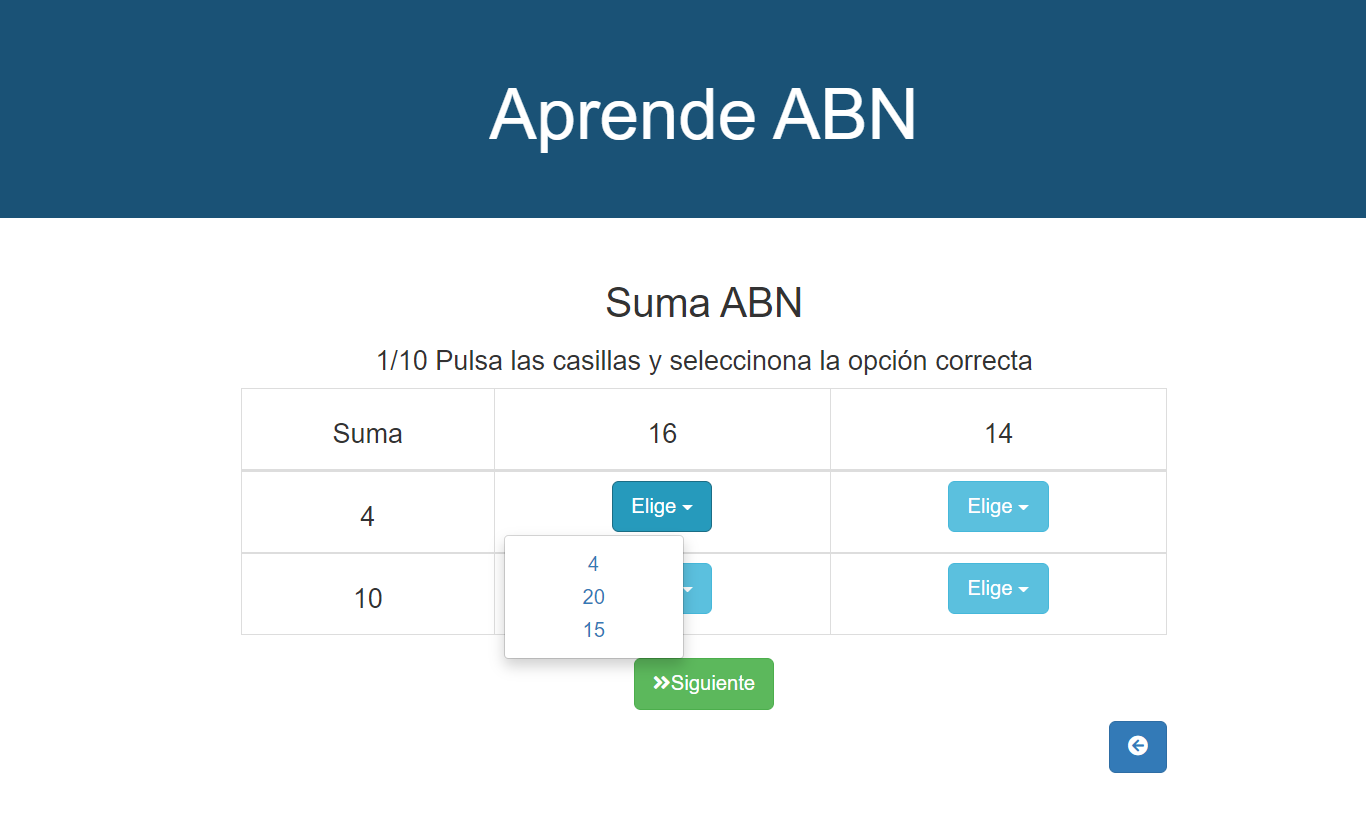 Aprende ABN
Suma ABN
1/10 Pulsa las casillas y seleccinona la opción correcta
Suma 16 14
4 Elige Elige
10 Elige
4
20
15
Siguiente